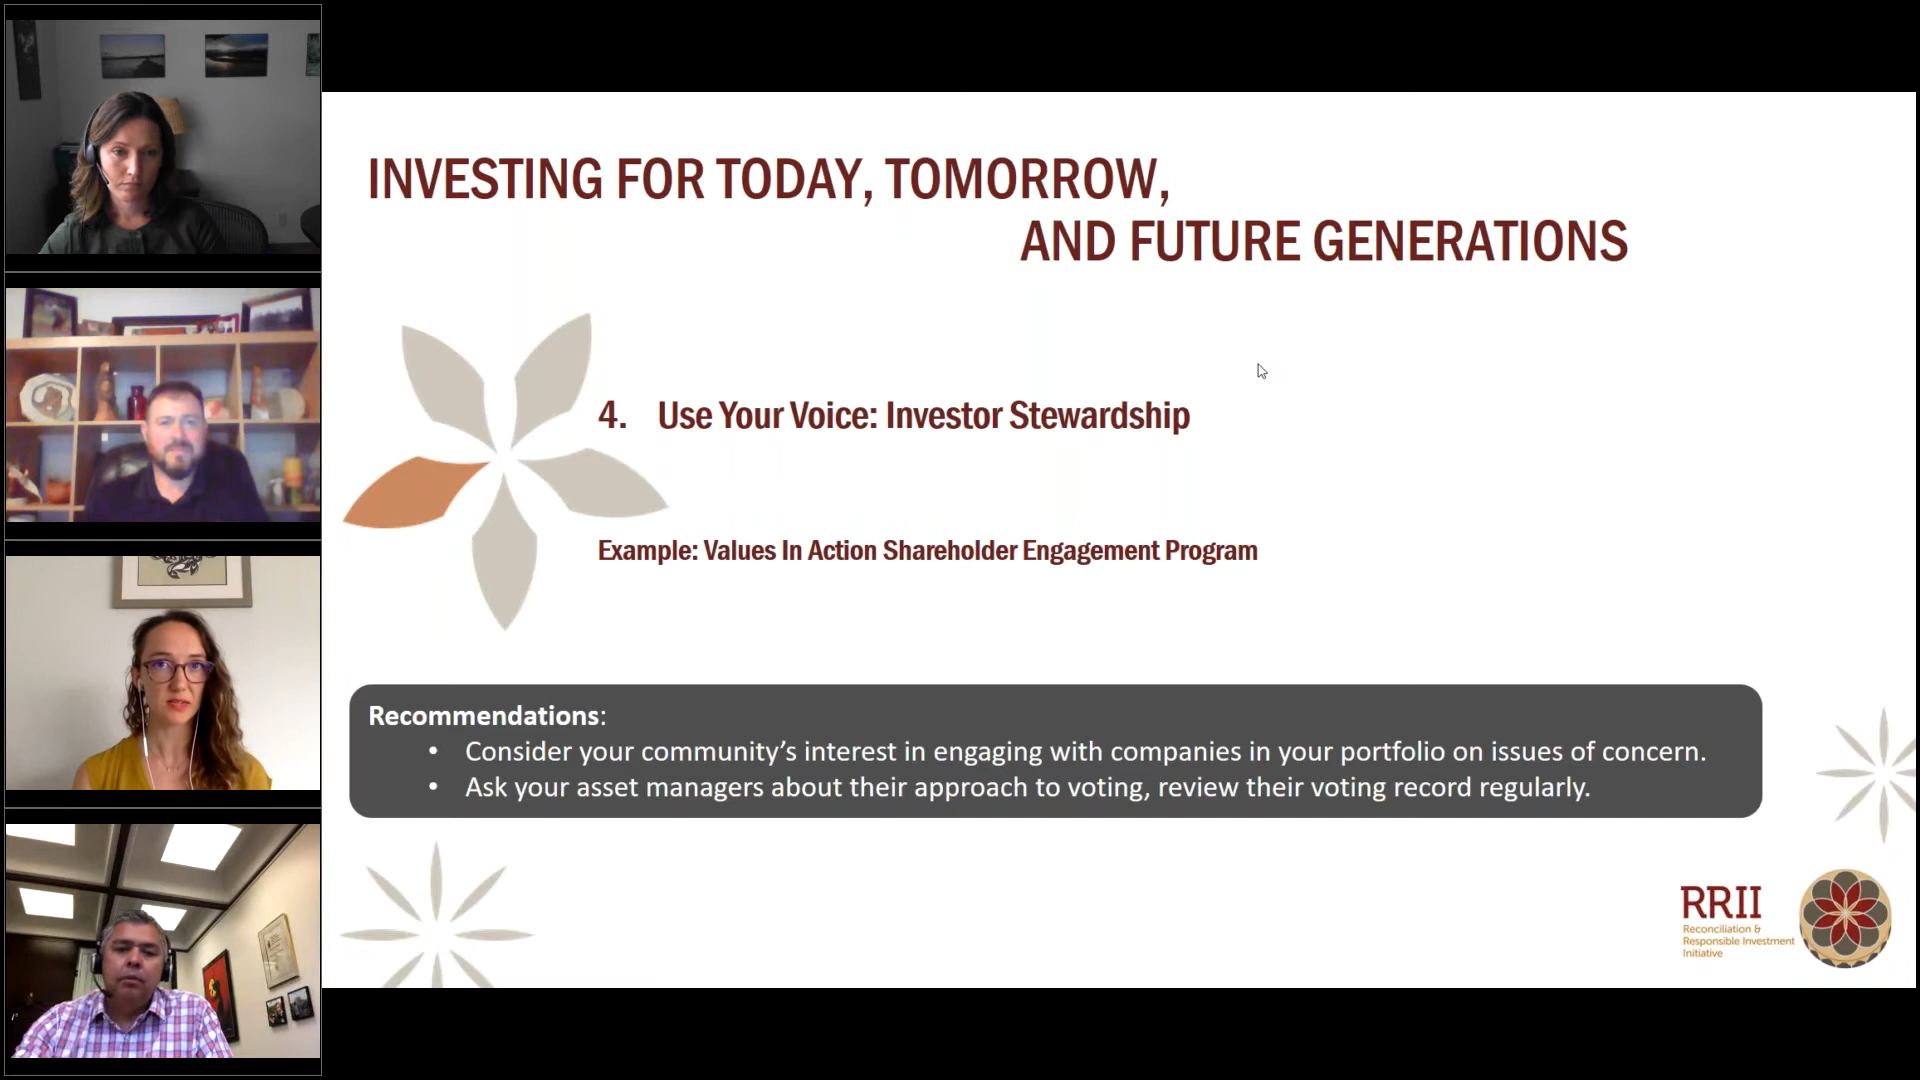 INVESTING FOR TODAY, TOMORROW,
AND FUTURE GENERATIONS
4. Use Your Voice: Investor Stewardship
Example: Values In Action Shareholder Engagement Program
Recommendations:
• Consider your community’s interest in engaging with companies in your portfolio on issues of concern.
• Ask your asset managers about their approach to voting, review their voting record regularly.
RRII
Reconciliation &
Responsible Investment
Initiative